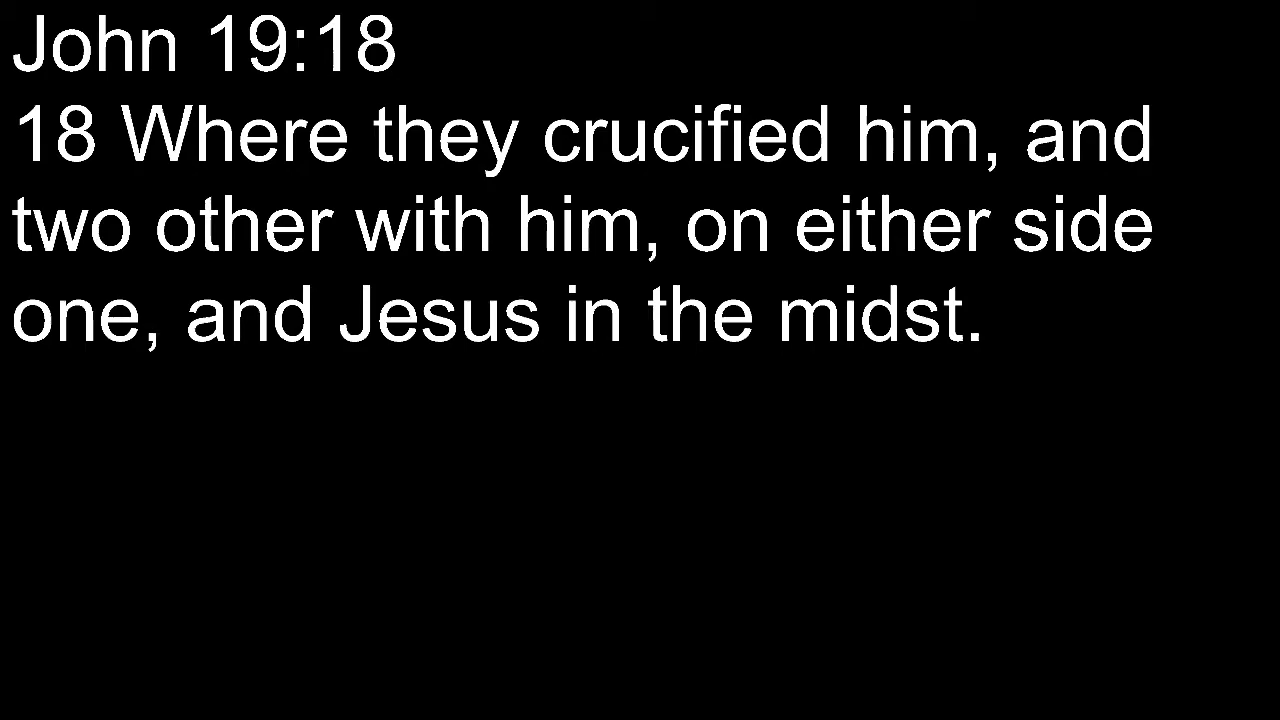 John 19:18
18 Where they crucified him, and
two other with him, on either side
one, and Jesus in the midst.